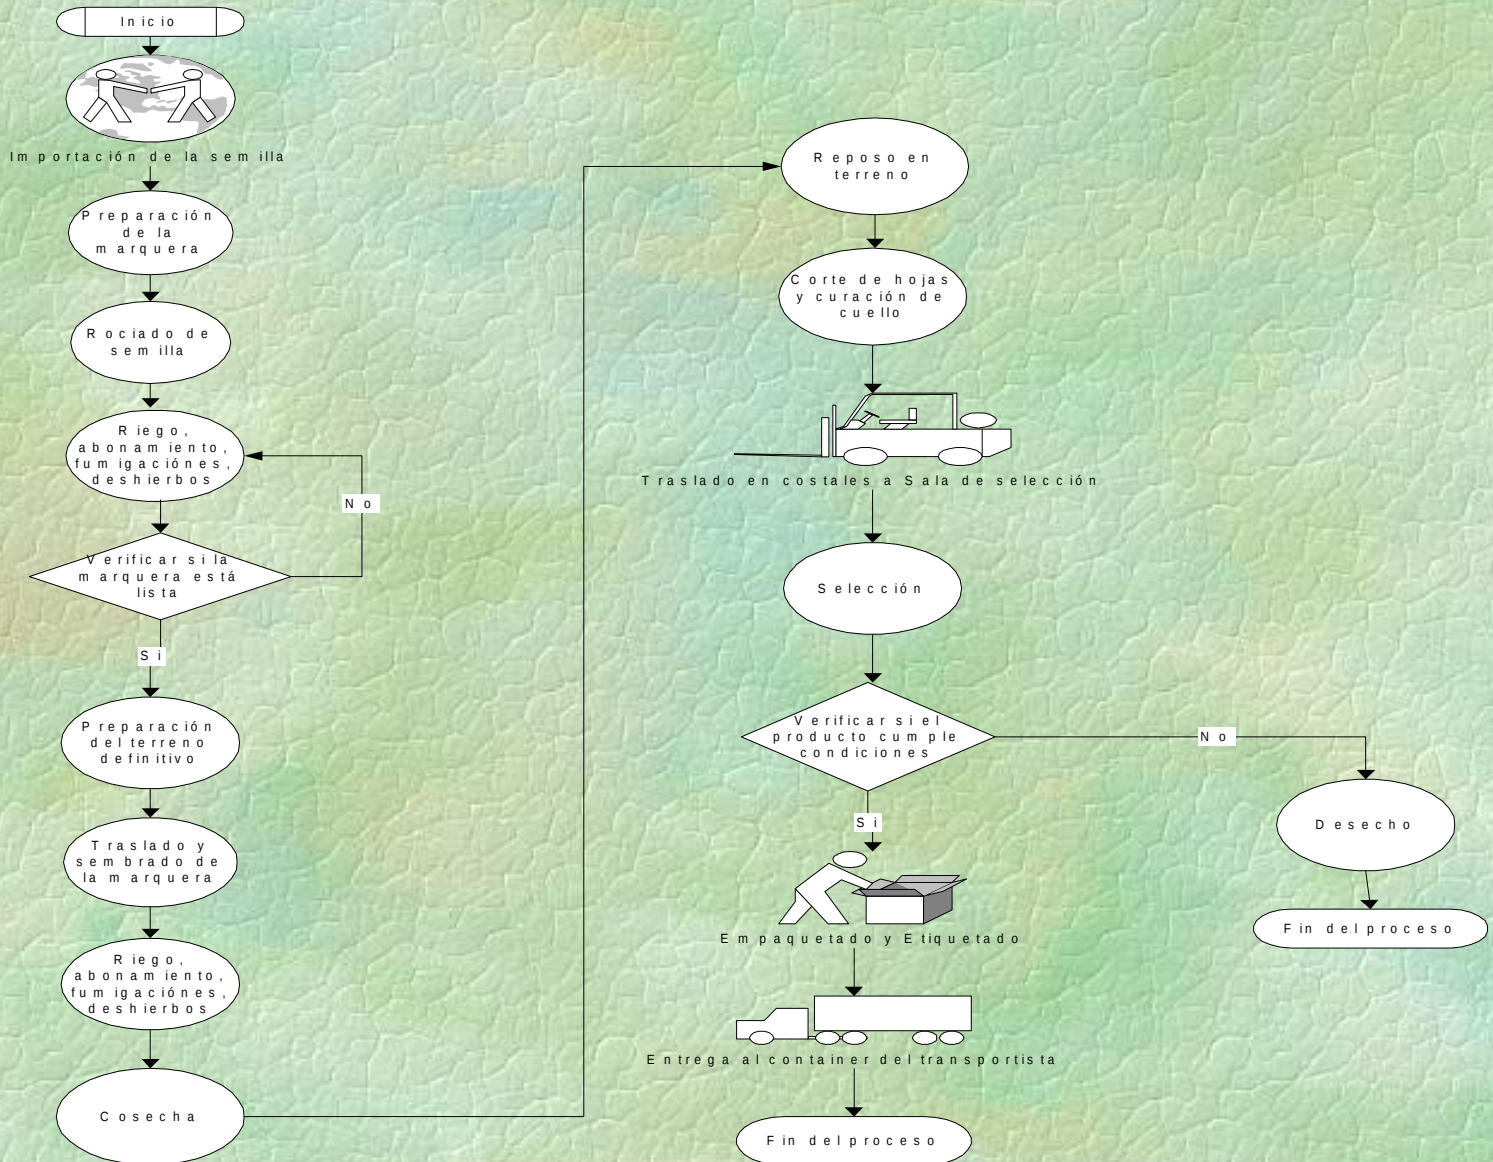 Inicio
Importación de la semilla
Preparación
de la
marquera
Rociado de
semilla
Riego,
abonamiento,
fumigaciónes,
deshierbos
No
Verificar si la
marquera está
lista
Si
Preparación
del terreno
definitivo
Traslado y
sembrado de
la marquera
Riego,
abonamiento,
fumigaciónes,
deshierbos
Cosecha
Reposo en
terreno
Corte de hojas
y curación de
cuello
Traslado en costales a Sala de selección
Selección
Verificar si el
producto cumple
condiciones
No
Si
Desecho
Fin del proceso
Empaquetado y Etiquetado
Entrega al container del transportista
Fin del proceso